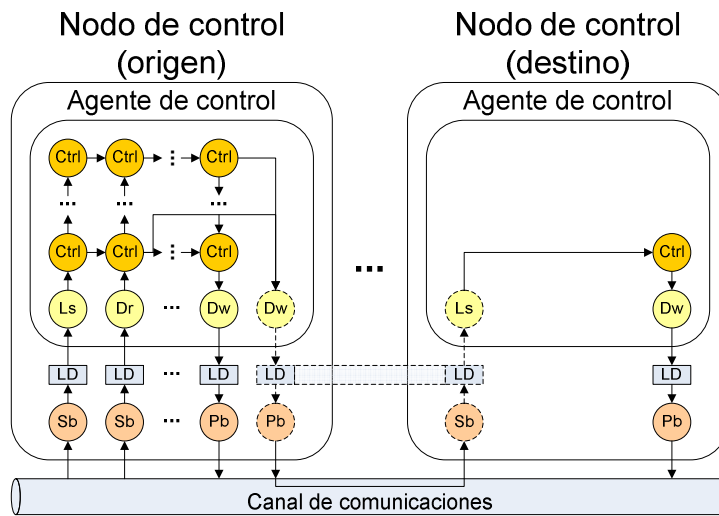 Nodo de control
(origen)
Nodo de control
(destino)
Agente de control
Agente de control
Ctrl Ctrl ... Ctrl
... ... ...
Ctrl Ctrl ... Ctrl
...
Ctrl
Ls Dr ... Dw Dw
Ls Dw
LD LD ... LD LD
LD LD
Sb Sb ... Pb Pb
Sb Pb
Canal de comunicaciones